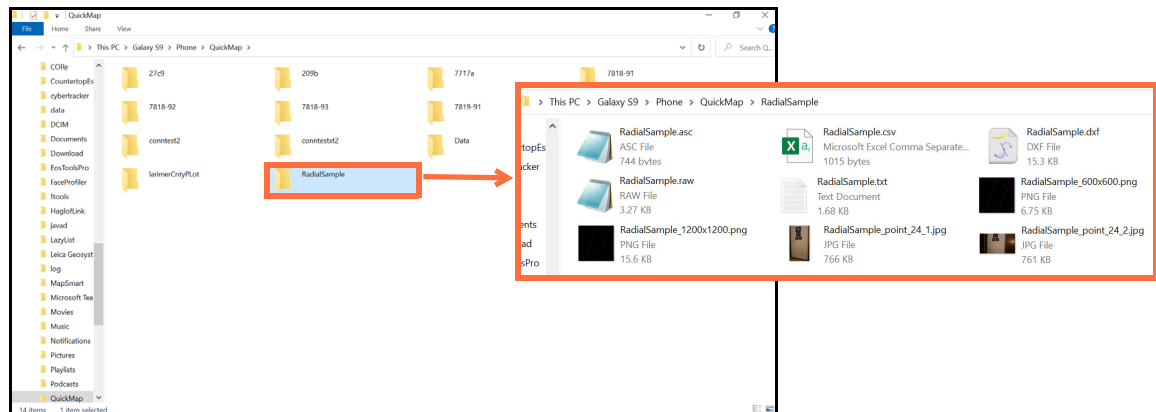 QuickMap
File Home Share View
This PC > Galaxy S9 > Phone > QuickMap >
Search Q...
CORe
CountertopEs
cybertracker
data
DCIM
Documents
Download
EosToolsPro
FaceProfiler
ftools
HaglofLink
javad
LazyList
Leica Geosyst
log
MapSmart
Microsoft Tea
Movies
Music
Notifications
Pictures
Playlists
Podcasts
QuickMap
27c9
209b
7717a
7818-91
7818-92
7818-93
7819-91
conntest2
conntestxt2
Data
larimerCntyPLot
RadialSample
14 items 1 item selected
> This PC > Galaxy S9 > Phone > QuickMap > RadialSample
topEs
cker
ents
ad
sPro
RadialSample.asc
ASC File
744 bytes
RadialSample.csv
Microsoft Excel Comma Separate...
1015 bytes
RadialSample.dxf
DXF File
15.3 KB
RadialSample.raw
RAW File
3.27 KB
RadialSample.txt
Text Document
1.68 KB
RadialSample_600x600.png
PNG File
6.75 KB
RadialSample_1200x1200.png
PNG File
15.6 KB
RadialSample_point_24_1.jpg
JPG File
766 KB
RadialSample_point_24_2.jpg
JPG File
761 KB